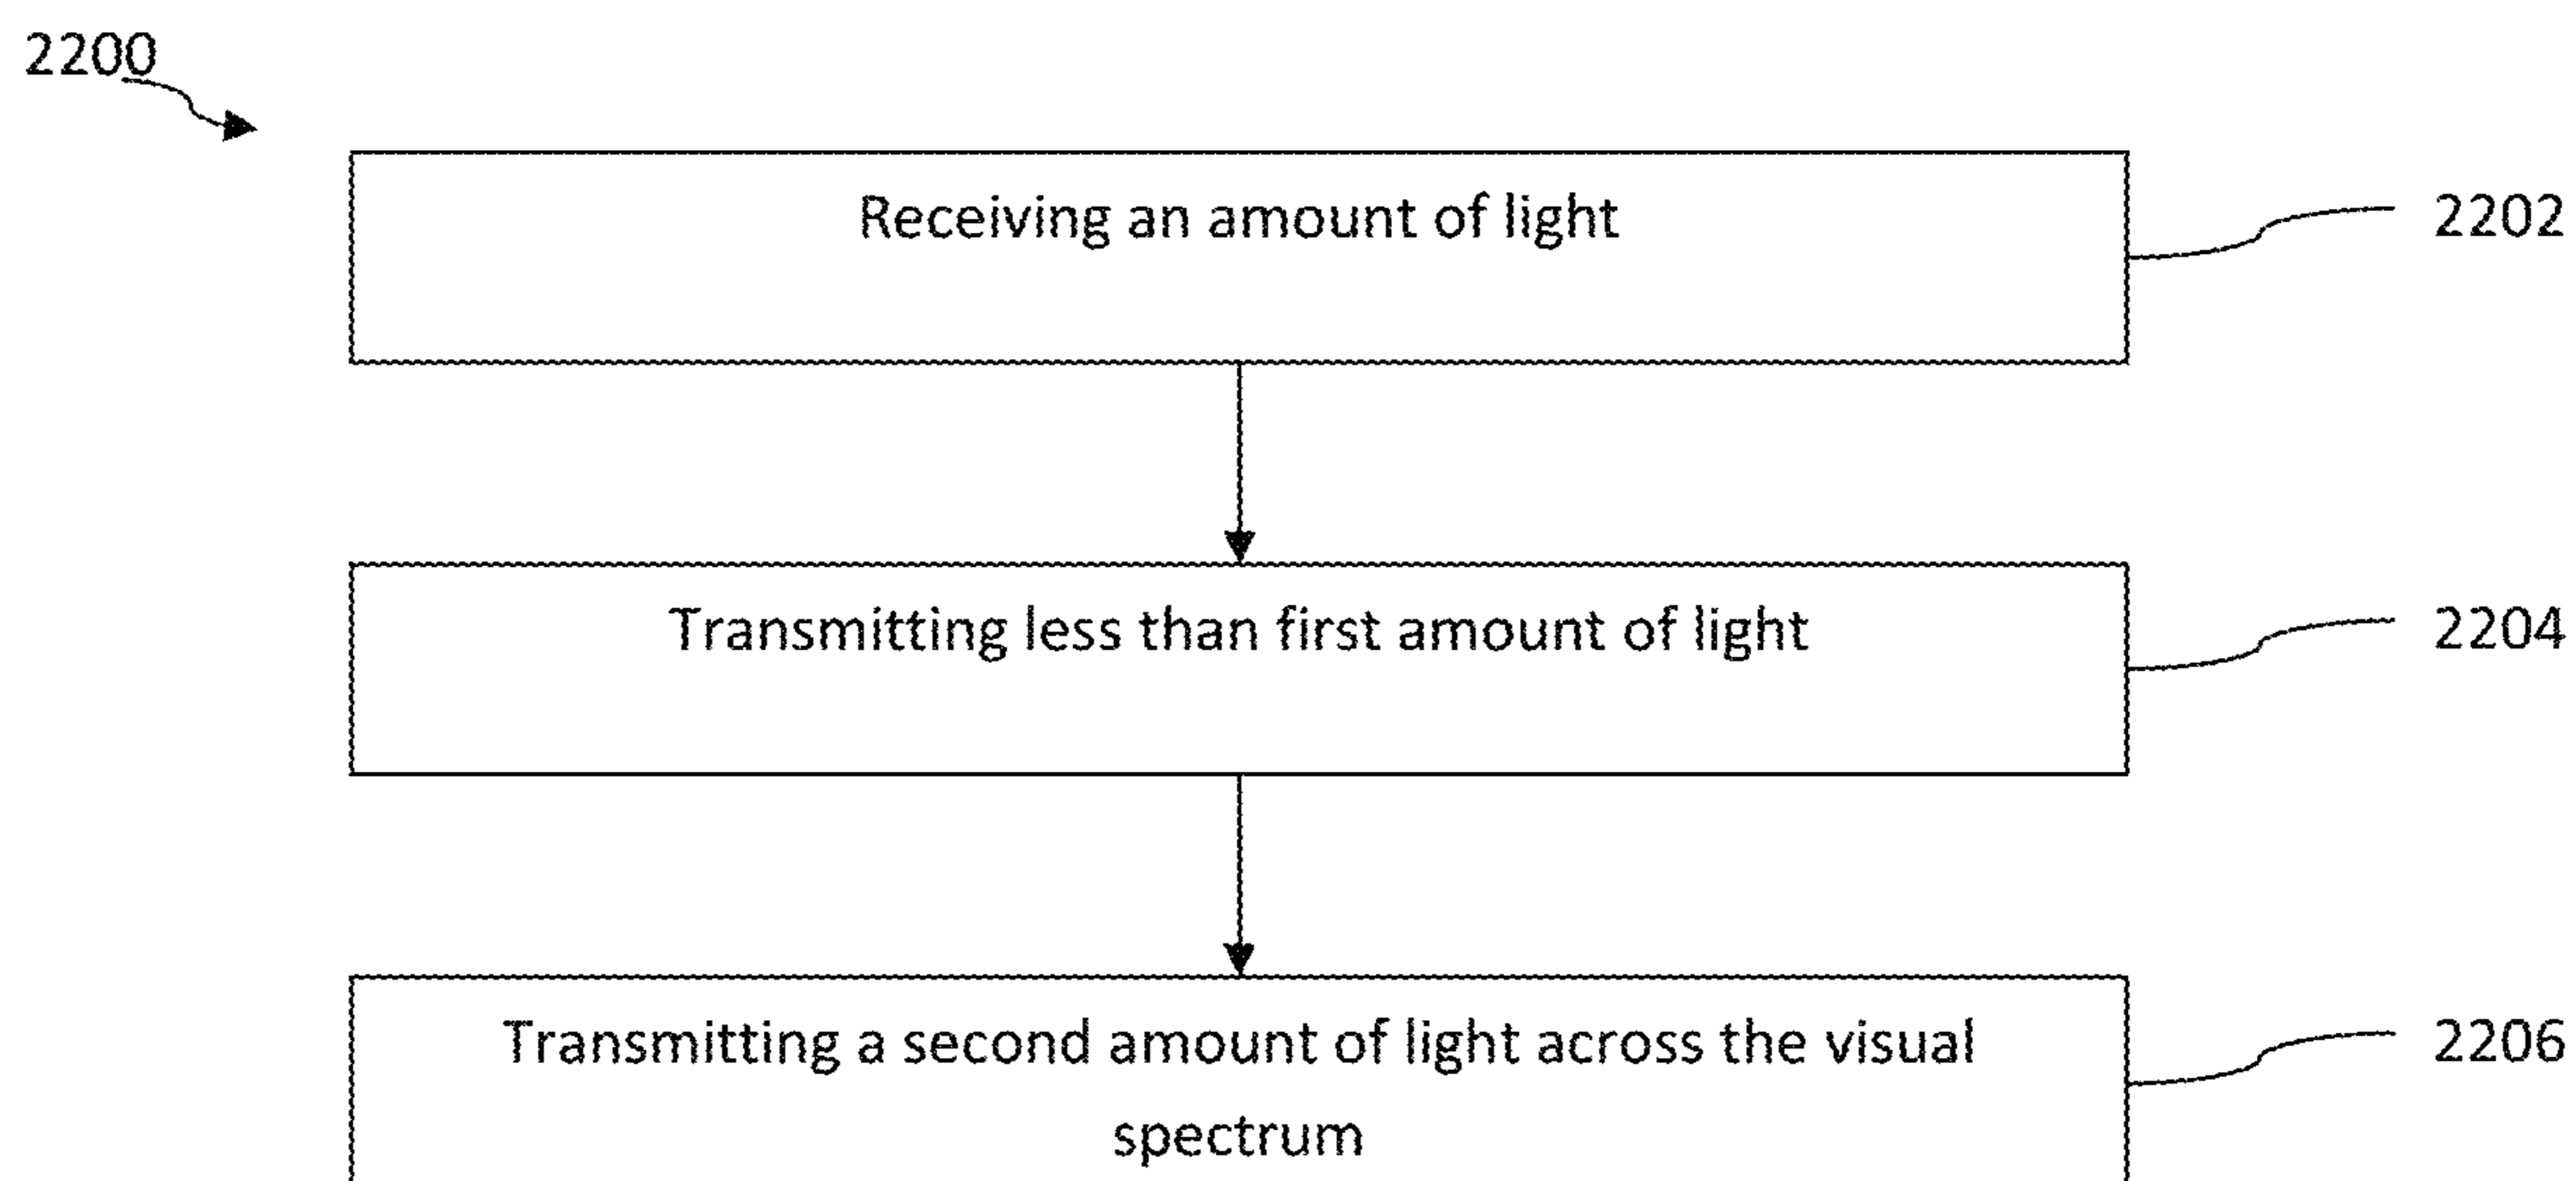 2200
Receiving an amount of light
2202
Transmitting less than first amount of light
2204
Transmitting a second amount of light across the visual
spectrum
2206